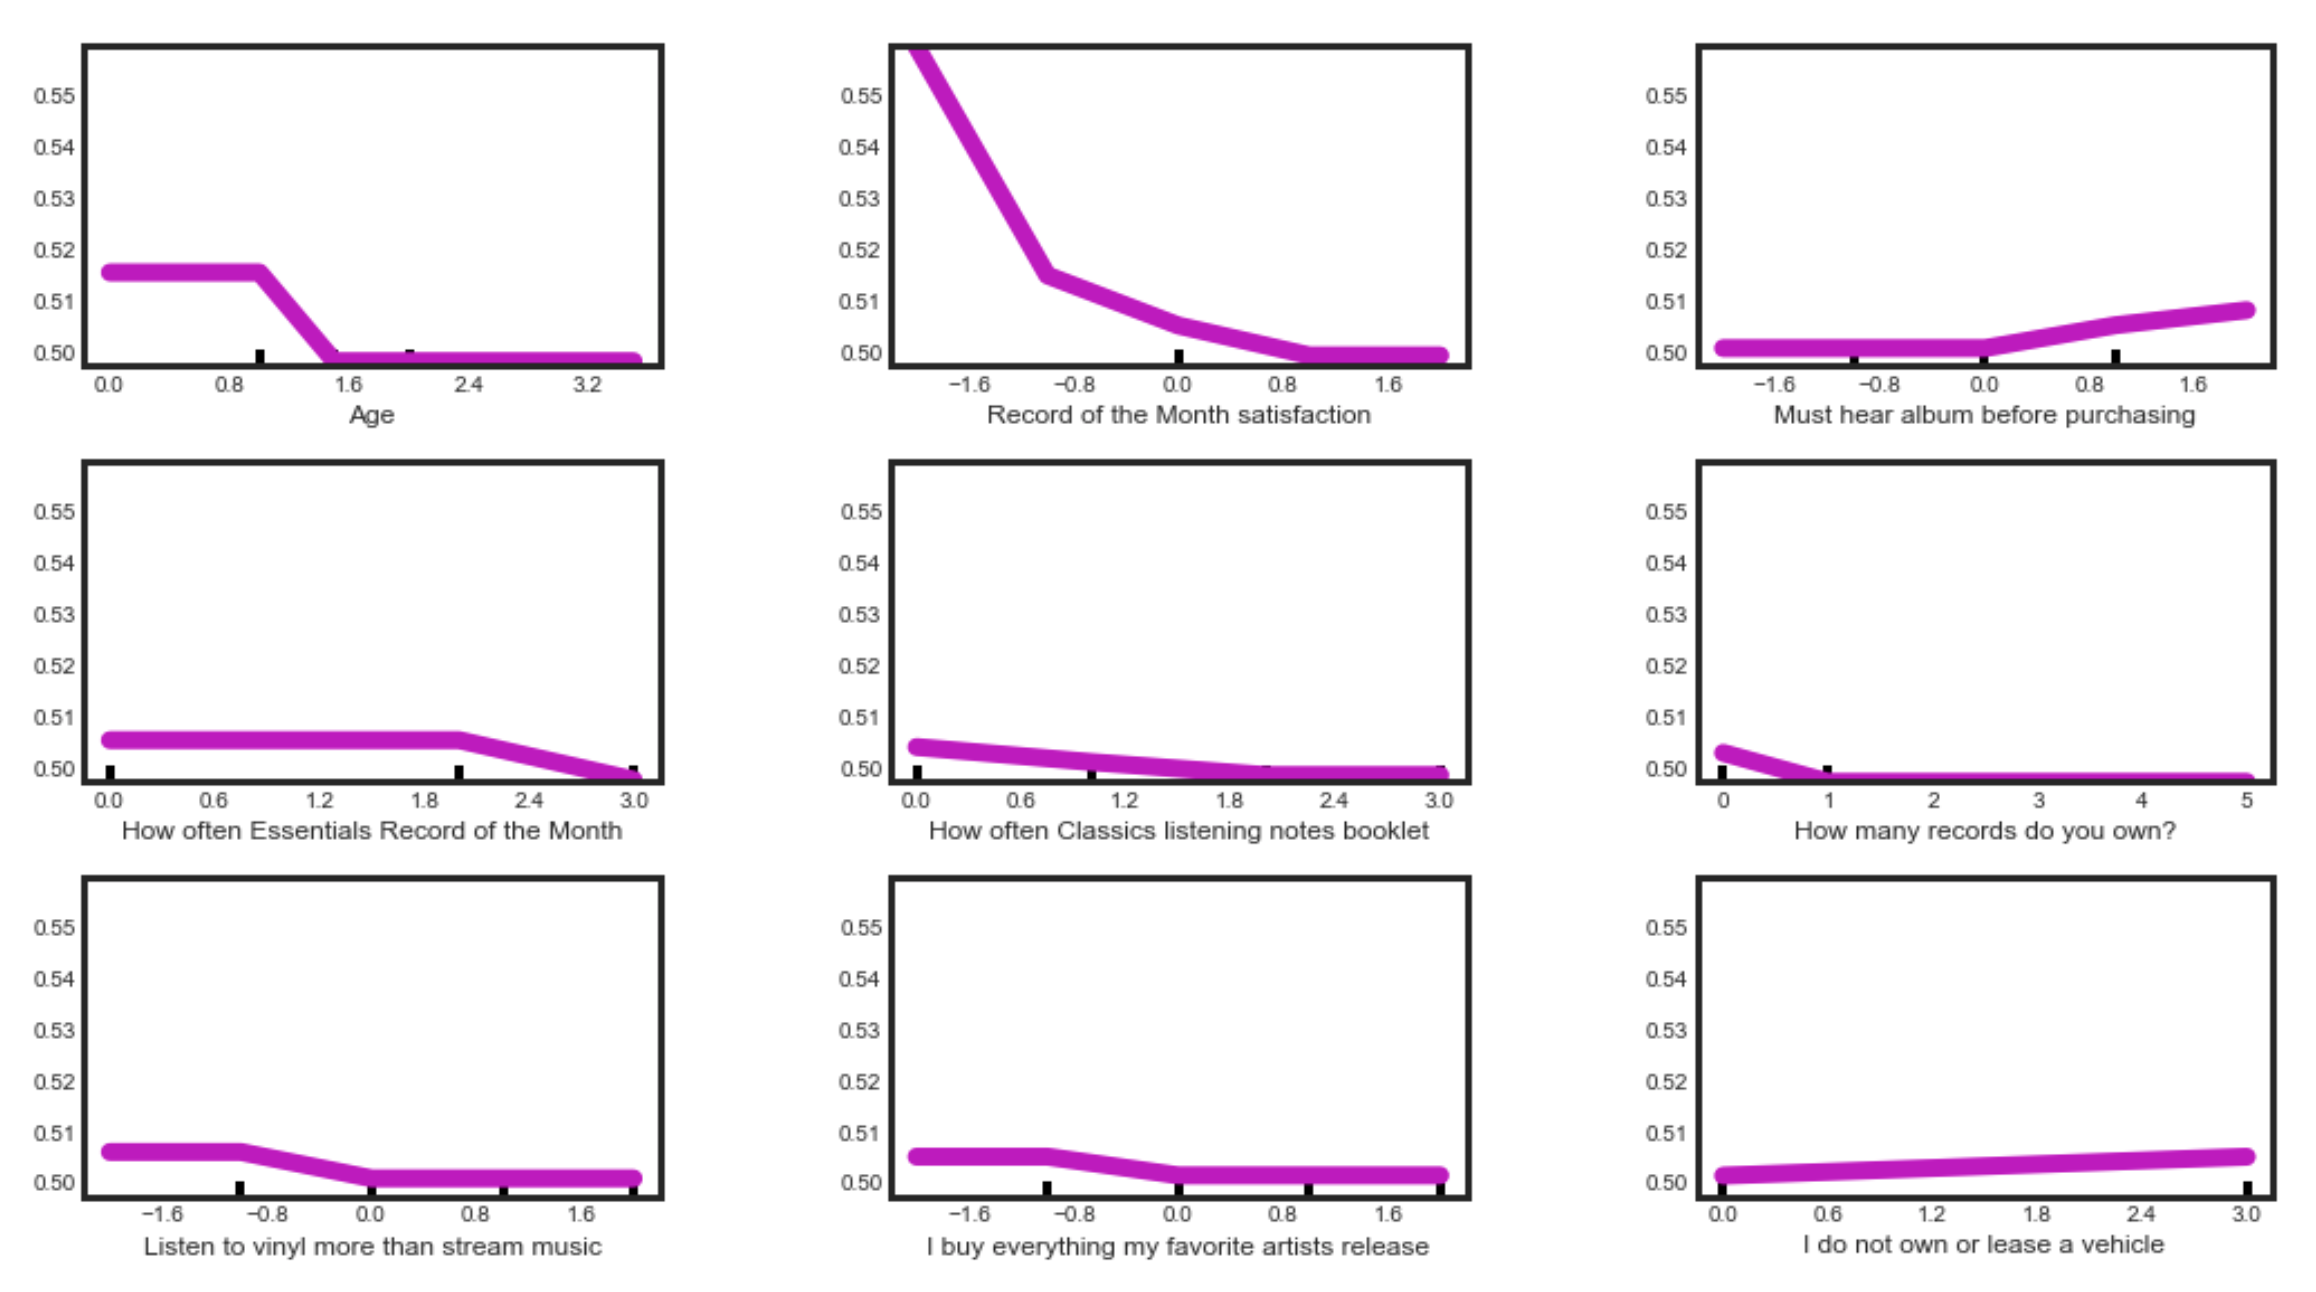 0.55 0.55 0.55
0.54 0.54 0.54
0.53 0.53 0.53
0.52 0.52 0.52
0.51 0.51 0.51
0.50 0.50 0.50
0.0 0.8 1.6 2.4 3.2 −1.6 −0.8 0.0 0.8 1.6 −1.6 −0.8 0.0 0.8 1.6
Age Record of the Month satisfaction Must hear album before purchasing
0.55 0.55 0.55
0.54 0.54 0.54
0.53 0.53 0.53
0.52 0.52 0.52
0.51 0.51 0.51
0.50 0.50 0.50
0.0 0.6 1.2 1.8 2.4 3.0 0.0 0.6 1.2 1.8 2.4 3.0 0 1 2 3 4 5
How often Essentials Record of the Month How often Classics listening notes booklet How many records do you own?
0.55 0.55 0.55
0.54 0.54 0.54
0.53 0.53 0.53
0.52 0.52 0.52
0.51 0.51 0.51
0.50 0.50 0.50
−1.6 −0.8 0.0 0.8 1.6 −1.6 −0.8 0.0 0.8 1.6 0.0 0.6 1.2 1.8 2.4 3.0
Listen to vinyl more than stream music I buy everything my favorite artists release I do not own or lease a vehicle